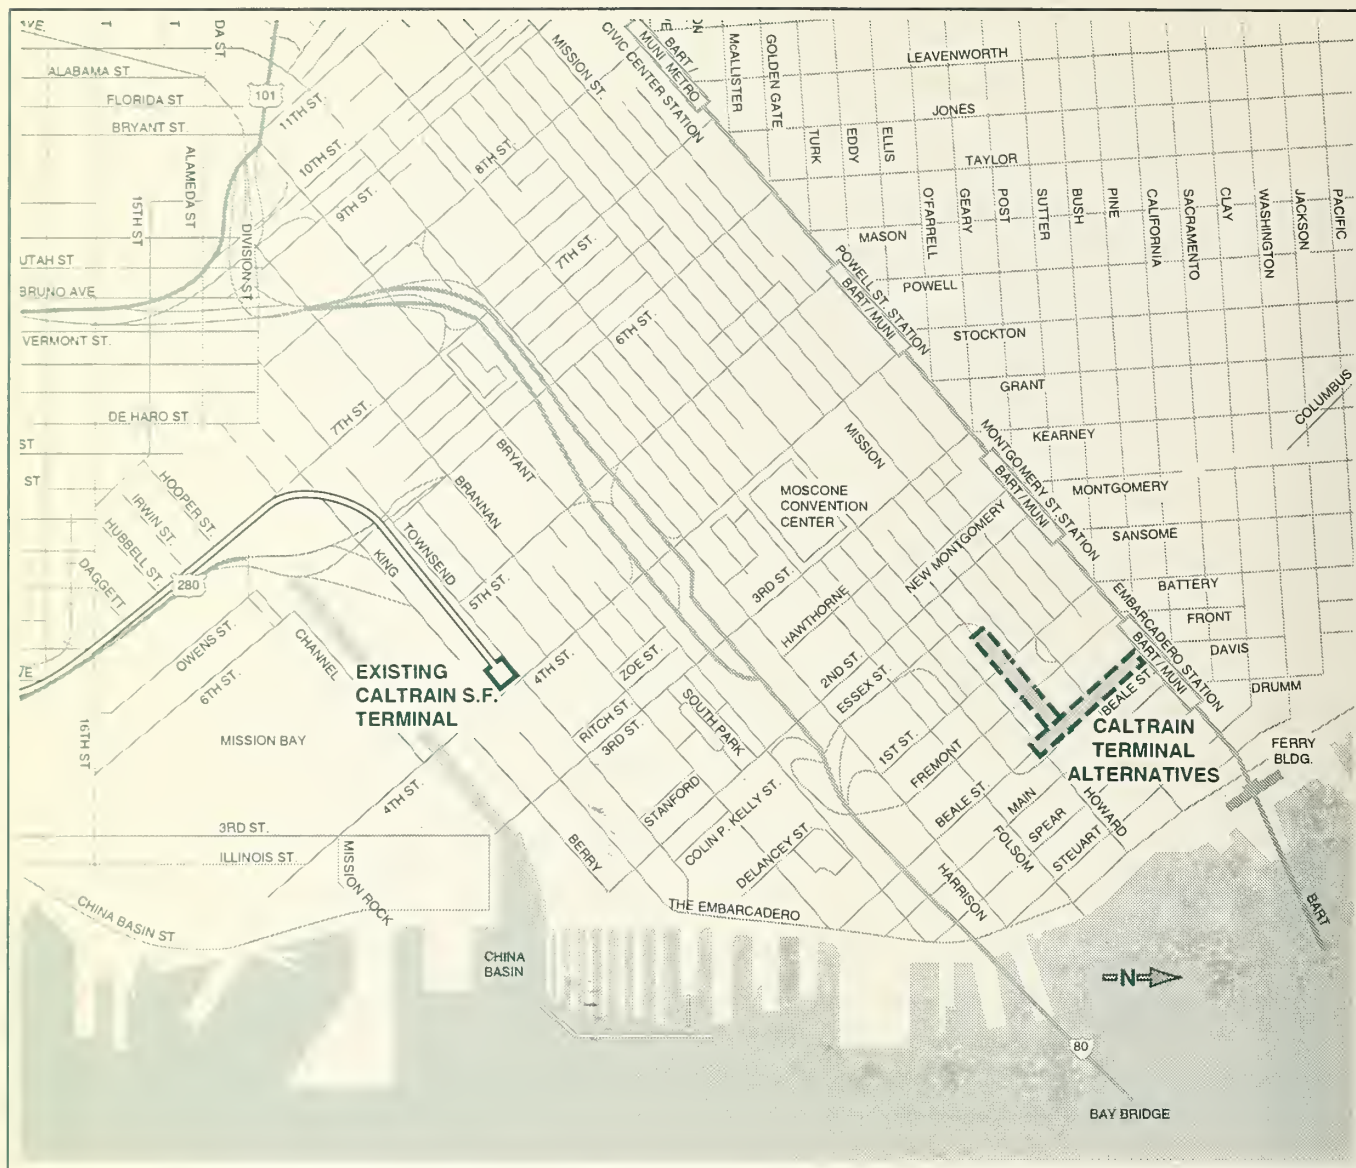 AVE.
T
T
DA ST.
ON
E BART /
MUNI METRO
CIVIC CENTER STATION
MISSION ST.
McALLISTER
GOLDEN GATE
LEAVENWORTH
ALABAMA ST
101
11TH ST.
FLORIDA ST
BRYANT ST.
JONES
TURK
EDDY
ELLIS
TAYLOR
10TH ST.
8TH ST.
ALAMEDA ST
15TH ST
9TH ST.
O'FARRELL
GEARY
POST
SUTTER
BUSH
PINE
CALIFORNIA
SACRAMENTO
CLAY
WASHINGTON
JACKSON
PACIFIC
MASON
DIVISION ST.
7TH ST.
UTAH ST
BRUNO AVE
POWELL ST. STATION
BART / MUNI
POWELL
VERMONT ST.
6TH ST.
STOCKTON
GRANT
COLUMBUS
DE HARO ST
7TH ST.
KEARNEY
ST
BRYANT
MISSION
MONTGOMERY ST. STATION
BART / MUNI
MONTGOMERY
ST
HOOPER ST.
IRWIN ST.
HUBBELL ST.
DAGGETT
BRANNAN
MOSCONE
CONVENTION
CENTER
SANSOME
TOWNSEND
KING
NEW MONTGOMERY
280
5TH ST.
3RD ST.
HAWTHORNE
BATTERY
FRONT
EMBARCADERO STATION
BART / MUNI
DAVIS
OWENS ST.
6TH ST.
CHANNEL
EXISTING
CALTRAIN S.F.
TERMINAL
4TH ST.
ZOE ST.
2ND ST.
ESSEX ST.
BEALE ST.
DRUMM
VE
RITCH ST.
3RD ST.
SOUTH PARK
CALTRAIN
TERMINAL
ALTERNATIVES
16TH ST
MISSION BAY
1ST ST.
FREMONT
FERRY
BLDG.
4TH ST.
STANFORD
COLIN P. KELLY ST.
BEALE ST
MAIN
SPEAR
STEUART
HOWARD
FOLSOM
3RD ST.
ILLINOIS ST.
MISSION ROCK
BERRY
DELANCEY ST.
HARRISON
CHINA BASIN ST
THE EMBARCADERO
BART
CHINA
BASIN
N
80
BAY BRIDGE